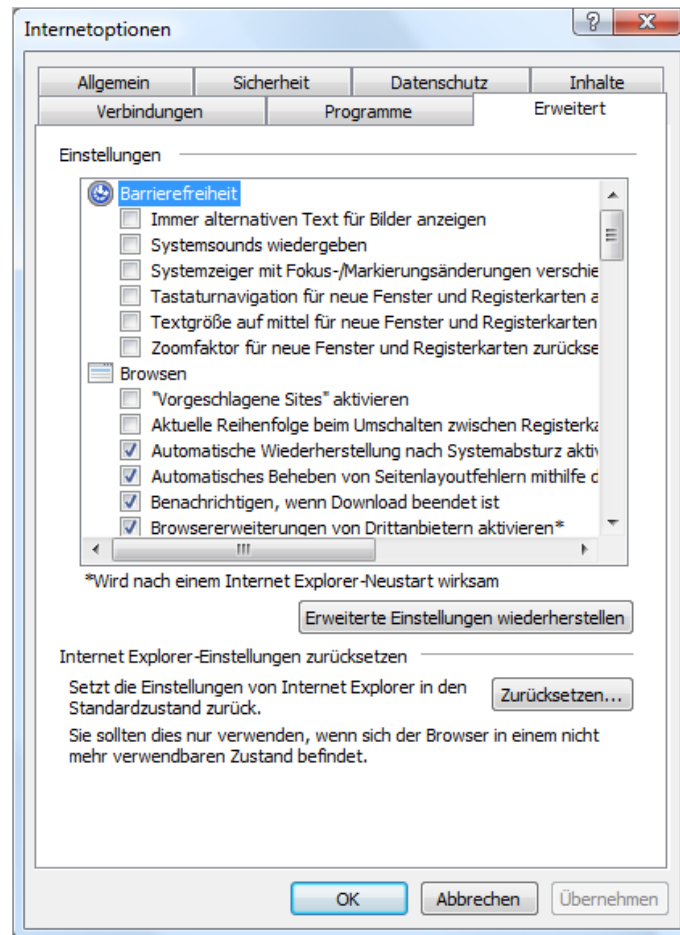 Internetoptionen
Allgemein Sicherheit Datenschutz Inhalte
Verbindungen Programme Erweitert
Einstellungen
Barrierefreiheit
Immer alternativen Text für Bilder anzeigen
Systemsounds wiedergeben
Systemzeiger mit Fokus-/Markierungsänderungen verschie
Tastaturnavigation für neue Fenster und Registerkarten a
Textgröße auf mittel für neue Fenster und Registerkarten
Zoomfaktor für neue Fenster und Registerkarten zurückse
Browsen
"Vorgeschlagene Sites" aktivieren
Aktuelle Reihenfolge beim Umschalten zwischen Registerka
Automatische Wiederherstellung nach Systemabsturz aktiv
Automatisches Beheben von Seitenlayoutfehlern mithilfe d
Benachrichtigen, wenn Download beendet ist
Browsererweiterungen von Drittanbietern aktivieren*
*Wird nach einem Internet Explorer-Neustart wirksam
Erweiterte Einstellungen wiederherstellen
Internet Explorer-Einstellungen zurücksetzen
Setzt die Einstellungen von Internet Explorer in den
Standardzustand zurück.
Zurücksetzen...
Sie sollten dies nur verwenden, wenn sich der Browser in einem nicht
mehr verwendbaren Zustand befindet.
OK Abbrechen Übernehmen